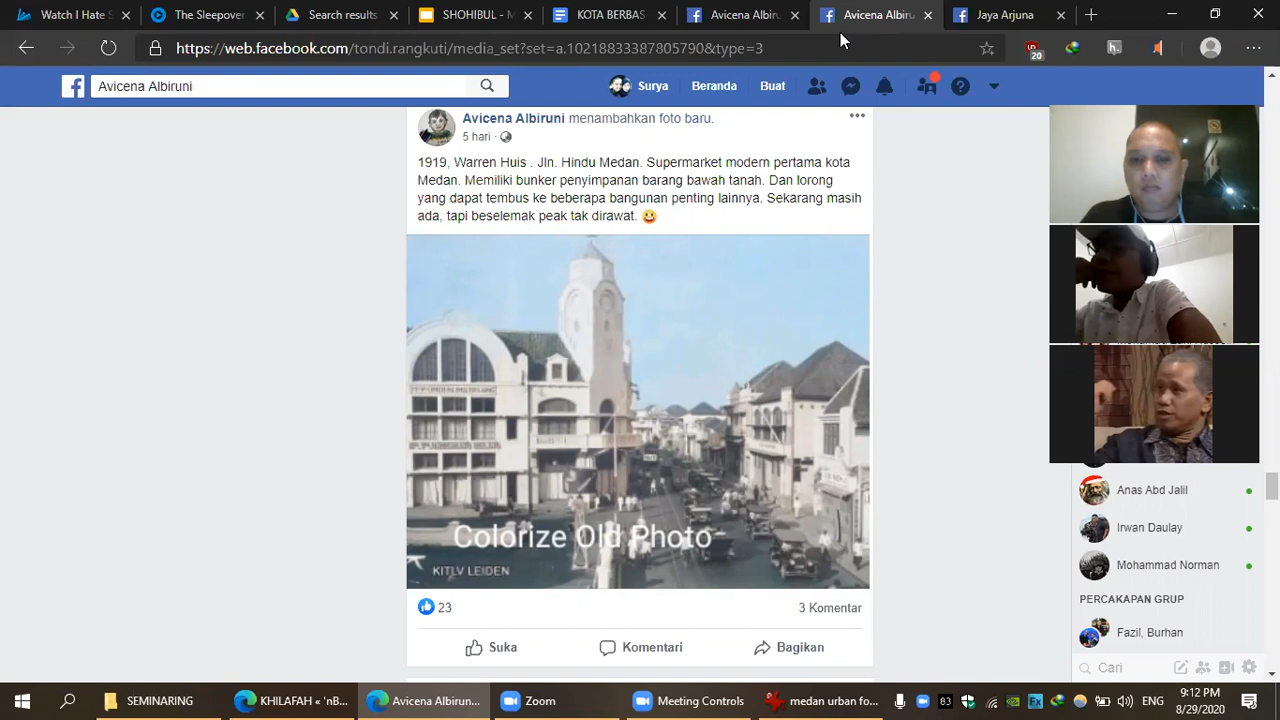 Watch I Hate S
The Sleepover
Search results
SHOHIBUL - M
KOTA BERBAS
Avicena Albiru
Avicena Albiru
Jaya Arjuna
https://web.facebook.com/tondi.rangkuti/media_set?set=a.10218833387805790&type=3
20
Avicena Albiruni
Surya
Beranda
Buat
Avicena Albiruni menambahkan foto baru.
5 hari ·
1919, Warren Huis . Jln. Hindu Medan. Supermarket modern pertama kota
Medan. Memiliki bunker penyimpanan barang bawah tanah. Dan lorong
yang dapat tembus ke beberapa bangunan penting lainnya. Sekarang masih
ada, tapi beselemak peak tak dirawat. 😃
Colorize Old Photo
KITLV LEIDEN
23
3 Komentar
Suka
Komentari
Bagikan
Anas Abd Jalil
Irwan Daulay
Mohammad Norman
PERCAKAPAN GRUP
Fazil, Burhan
Cari
SEMINARING
KHILAFAH « 'nB...
Avicena Albirun...
Zoom
Meeting Controls
medan urban fo...
ENG
9:12 PM
8/29/2020